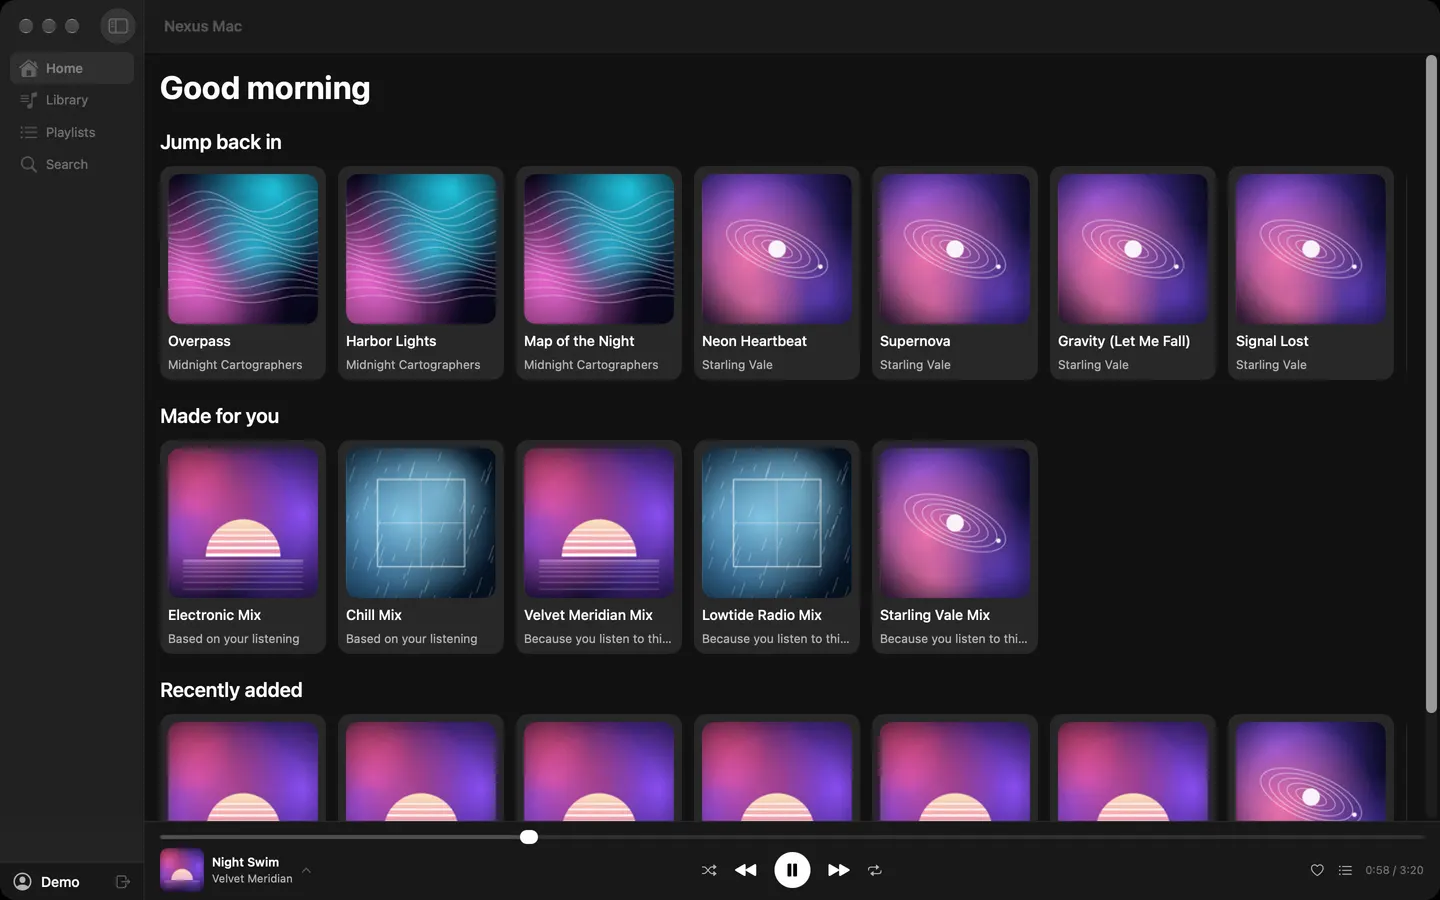 Nexus Mac
Home
Library
Playlists
Search
Good morning
Jump back in
Overpass
Midnight Cartographers
Harbor Lights
Midnight Cartographers
Map of the Night
Midnight Cartographers
Neon Heartbeat
Starling Vale
Supernova
Starling Vale
Gravity (Let Me Fall)
Starling Vale
Signal Lost
Starling Vale
Made for you
Electronic Mix
Based on your listening
Chill Mix
Based on your listening
Velvet Meridian Mix
Because you listen to thi...
Lowtide Radio Mix
Because you listen to thi...
Starling Vale Mix
Because you listen to thi...
Recently added
Night Swim
Velvet Meridian
0:58 / 3:20
Demo